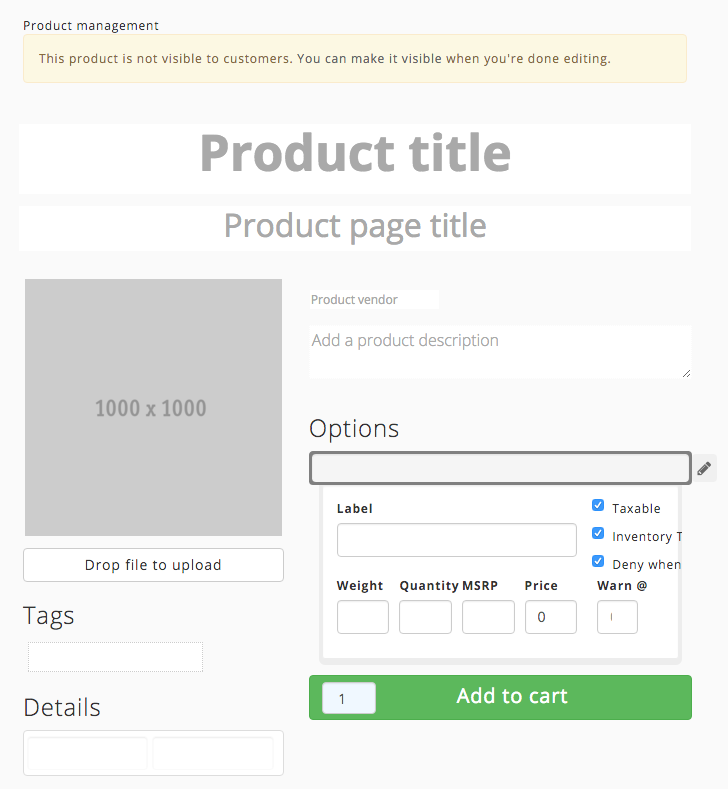 Product management
This product is not visible to customers. You can make it visible when you're done editing.
Product title
Product page title
1000 x 1000
Drop file to upload
Tags
Details
Product vendor
Add a product description
Options
Label
Taxable
Inventory T
Deny when
Weight Quantity MSRP Price Warn @
0
1 Add to cart